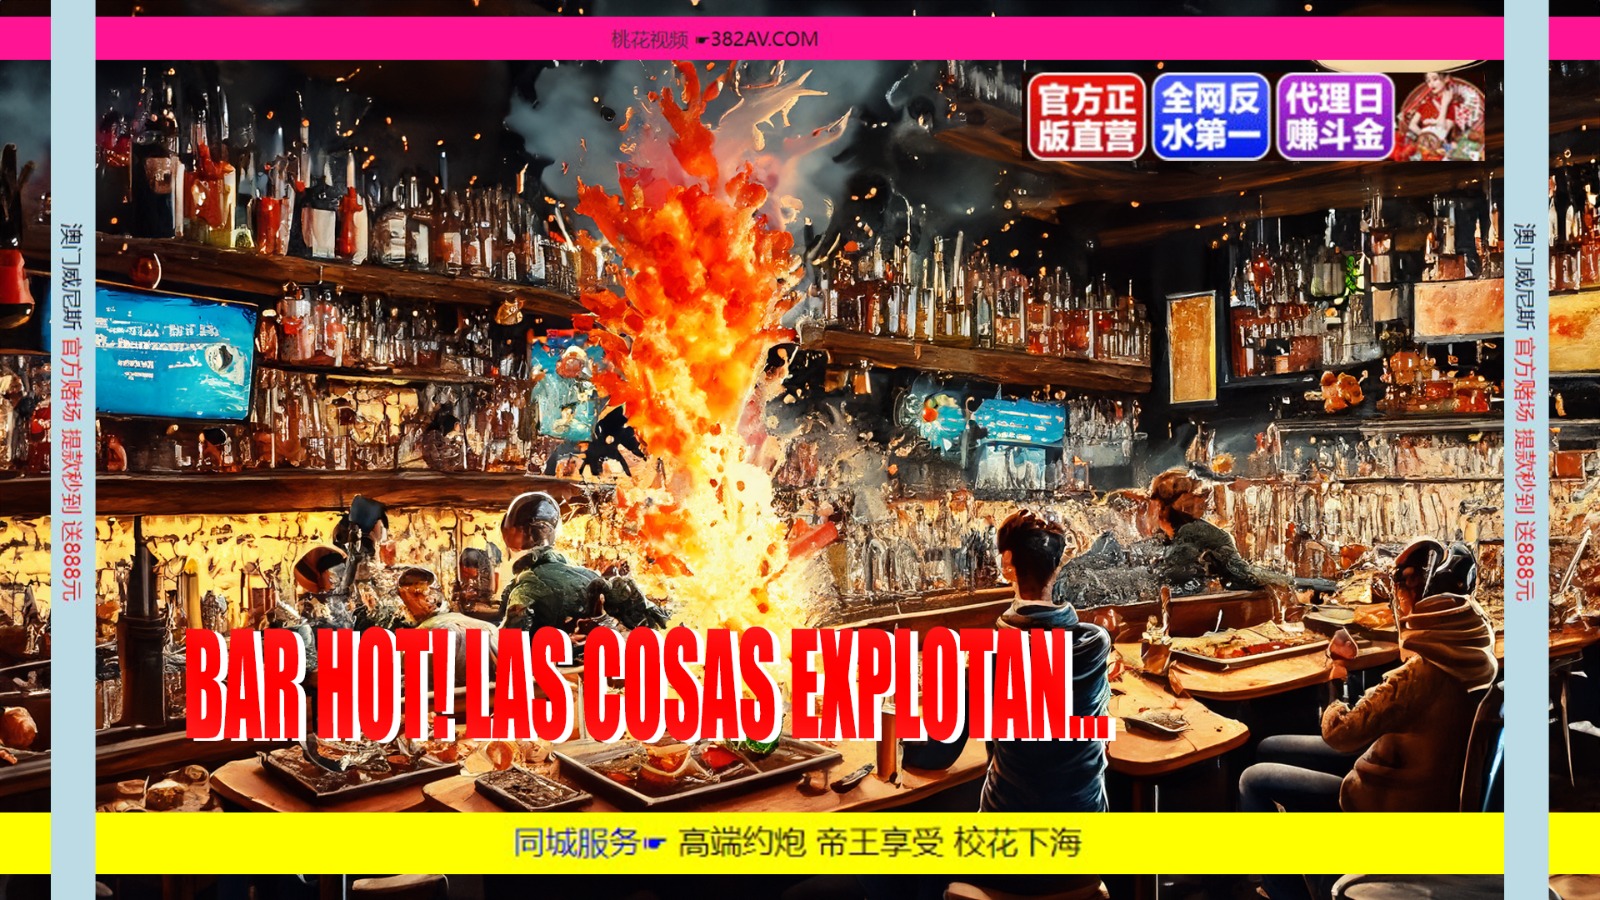 桃花视频 ☛382AV.COM
官方正
版直营
全网反
水第一
代理日
赚斗金
澳门威尼斯 官方赌场 提款秒到 送888元
澳门威尼斯 官方赌场 提款秒到 送888元
BAR HOT! LAS COSAS EXPLOTAN...
同城服务☛ 高端约炮 帝王享受 校花下海